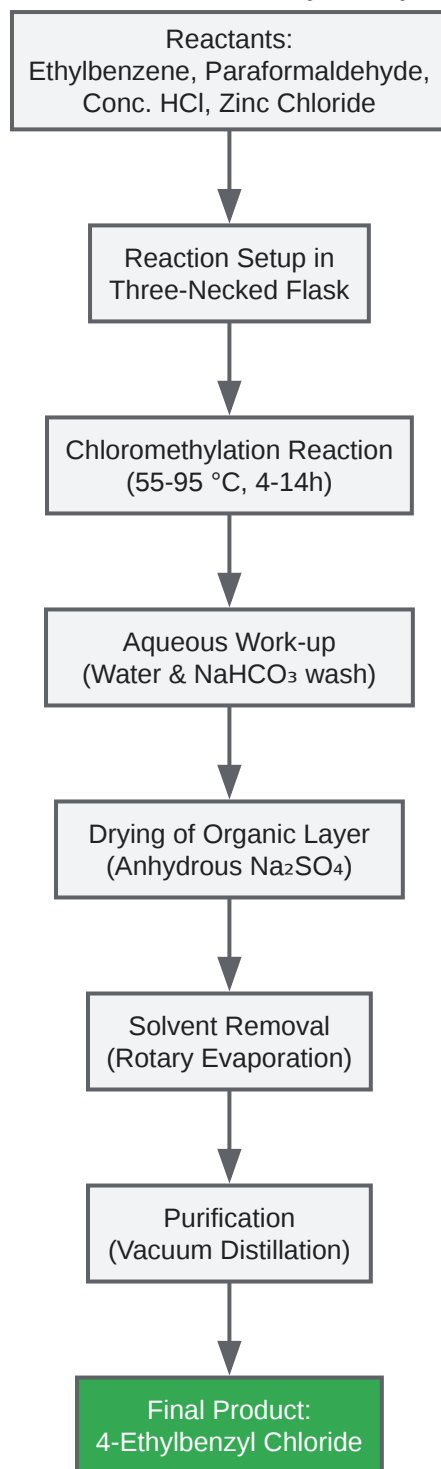 Reactants:
Ethylbenzene, Paraformaldehyde,
Conc. HCl, Zinc Chloride
Reaction Setup in
Three-Necked Flask
Chloromethylation Reaction
(55-95 °C, 4-14h)
Aqueous Work-up
(Water & NaHCO₃ wash)
Drying of Organic Layer
(Anhydrous Na₂SO₄)
Solvent Removal
(Rotary Evaporation)
Purification
(Vacuum Distillation)
Final Product:
4-Ethylbenzyl Chloride